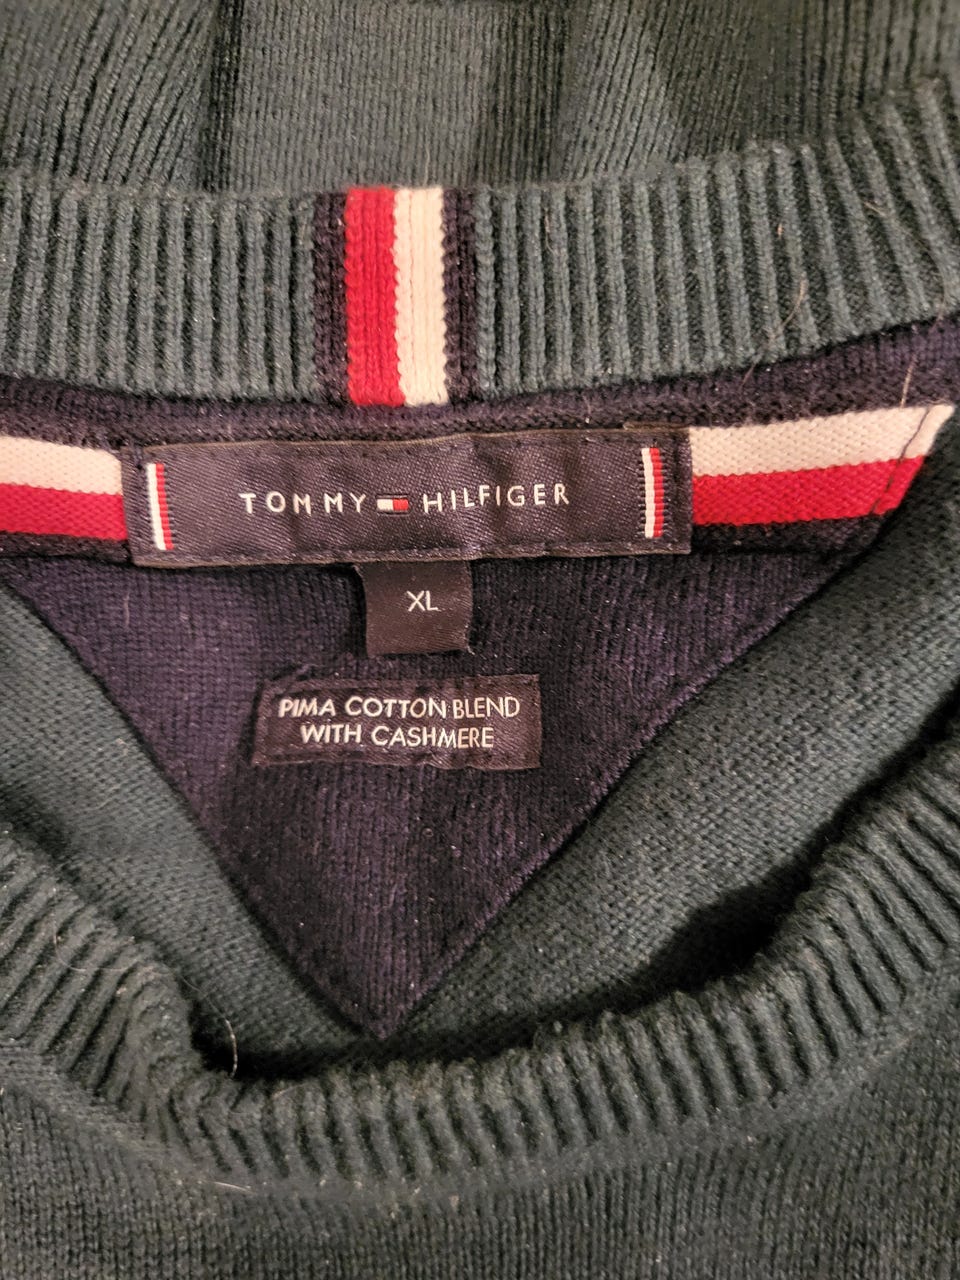 TOMMY HILFIGER
XL
PIMA COTTON BLEND
WITH CASHMERE